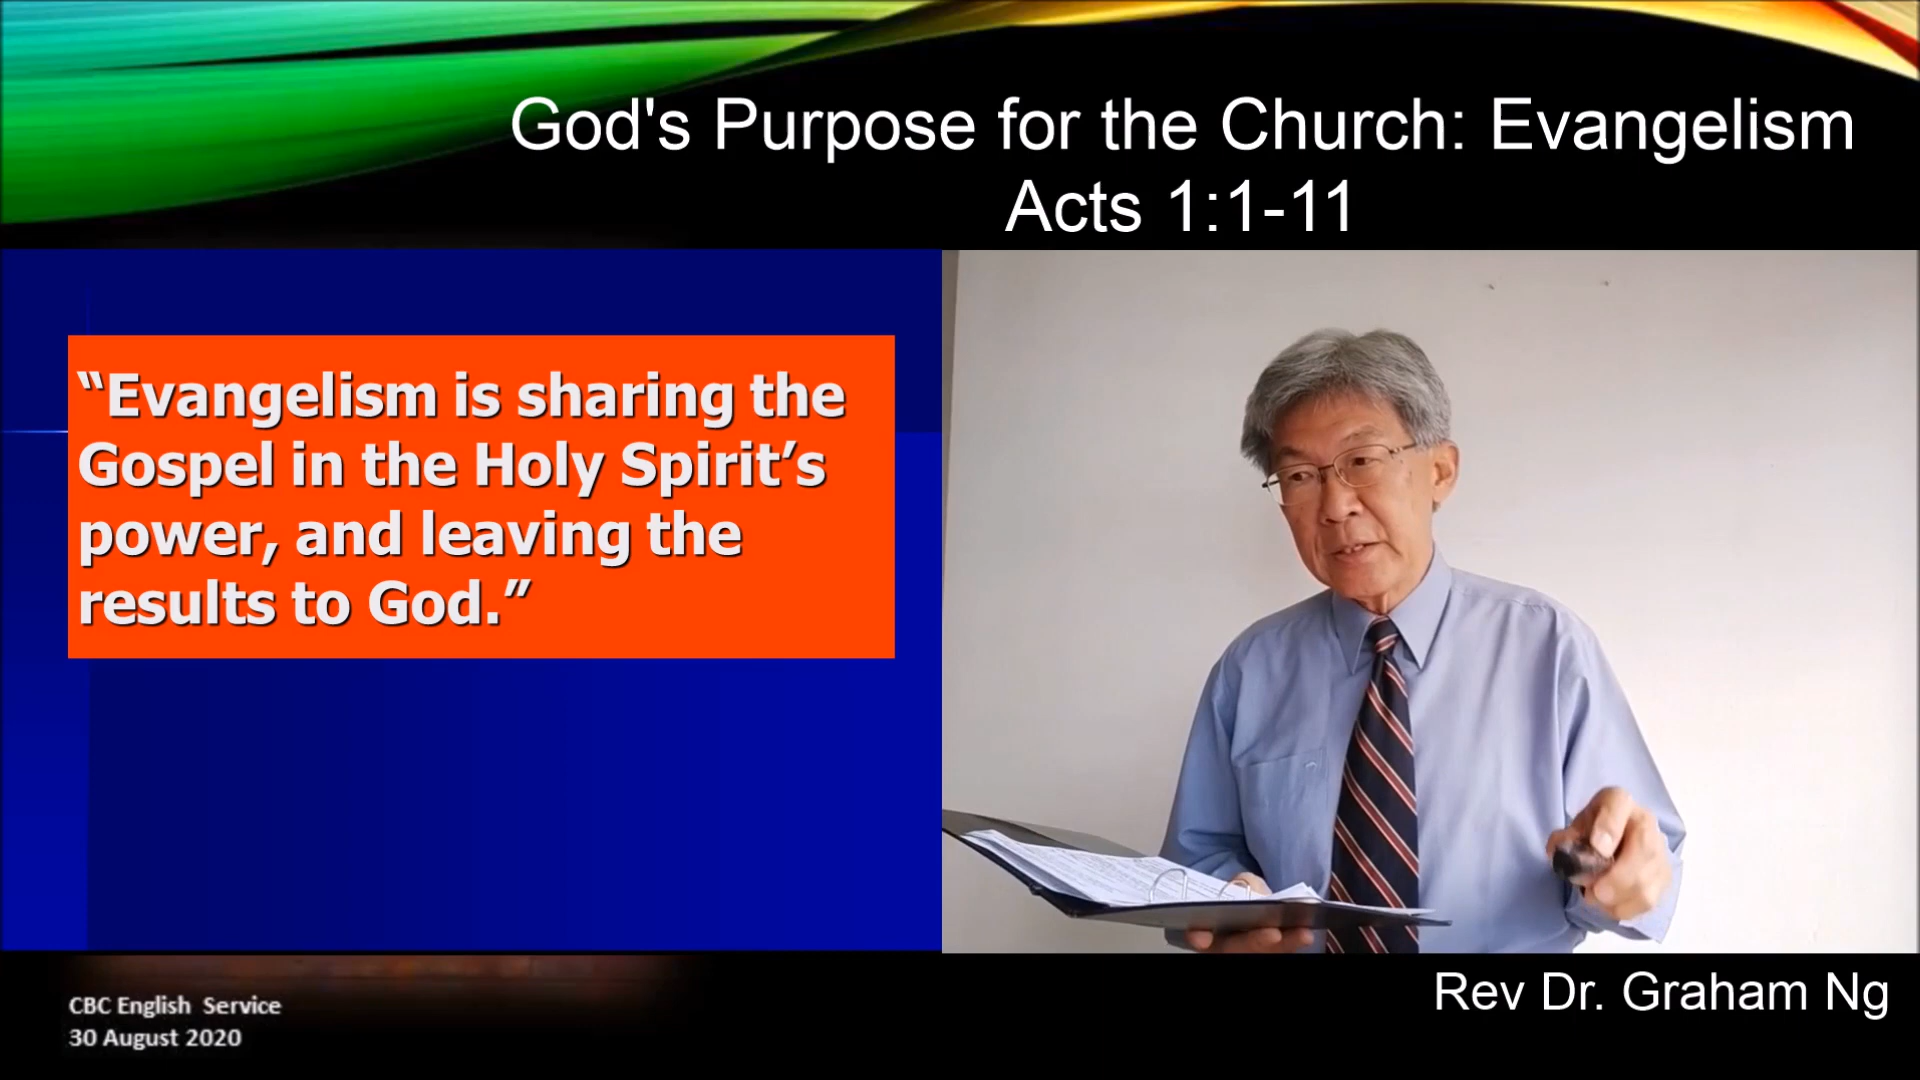 God's Purpose for the Church: Evangelism
Acts 1:1-11
“Evangelism is sharing the
Gospel in the Holy Spirit’s
power, and leaving the
results to God.”
Rev Dr. Graham Ng
CBC English Service
30 August 2020